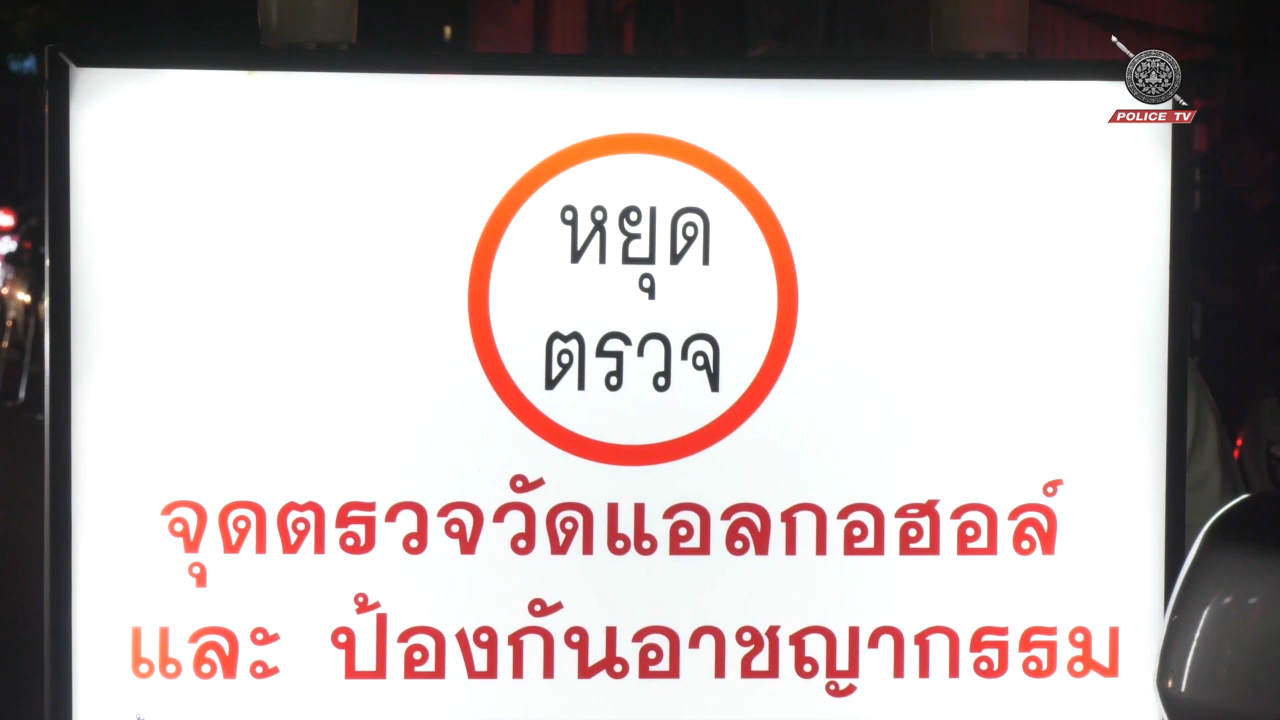 POLICE TV
หยุด
ตรวจ
จุดตรวจวัดแอลกอฮอล์
และ ป้องกันอาชญากรรม